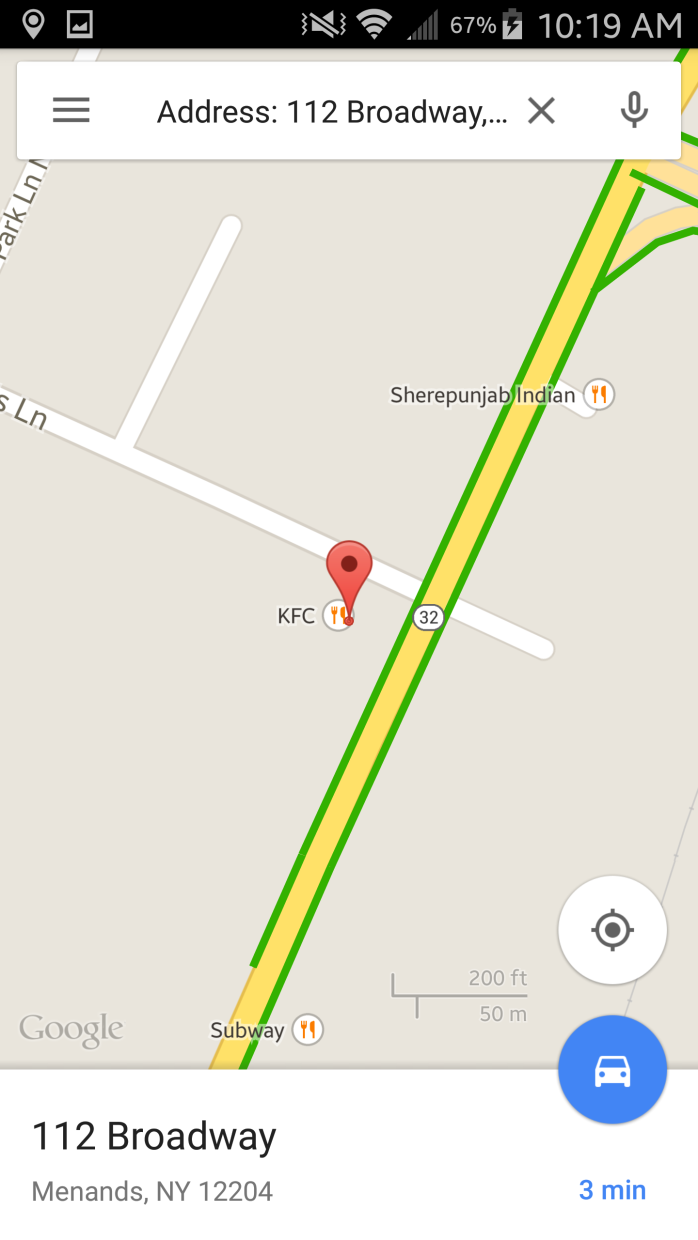 67% 10:19 AM
Address: 112 Broadway,...
Park Ln N
s Ln
Sherepunjab Indian
KFC
32
200 ft
50 m
Google
Subway
112 Broadway
Menands, NY 12204
3 min